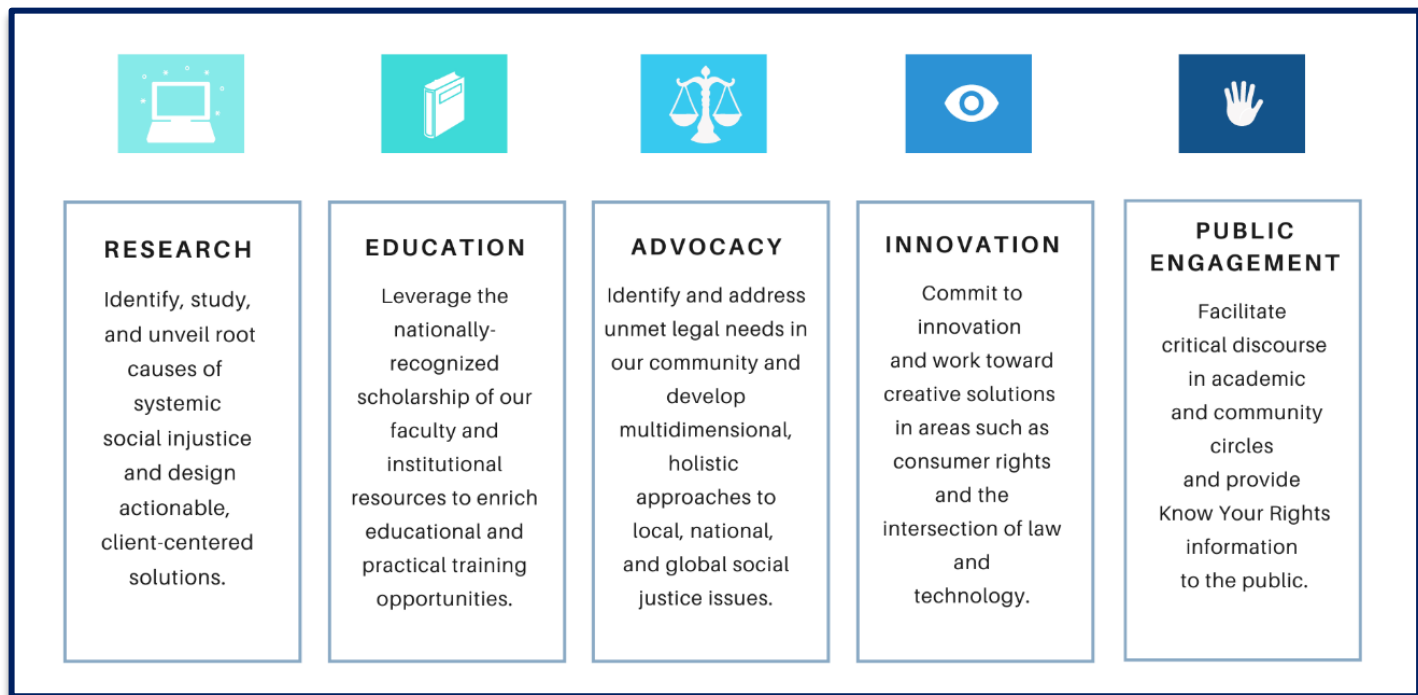 RESEARCH
Identify, study,
and unveil root
causes of
systemic
social injustice
and design
actionable,
client-centered
solutions.
EDUCATION
Leverage the
nationally-
recognized
scholarship of our
faculty and
institutional
resources to enrich
educational and
practical training
opportunities.
ADVOCACY
Identify and address
unmet legal needs in
our community and
develop
multidimensional,
holistic
approaches to
local, national,
and global social
justice issues.
INNOVATION
Commit to
innovation
and work toward
creative solutions
in areas such as
consumer rights
and the
intersection of law
and
technology.
PUBLIC
ENGAGEMENT
Facilitate
critical discourse
in academic
and community
circles
and provide
Know Your Rights
information
to the public.